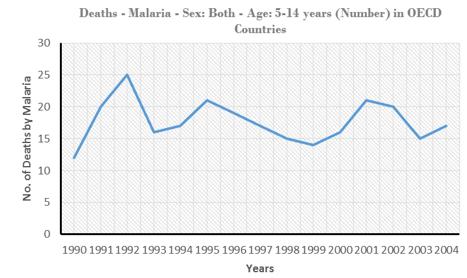 Deaths - Malaria - Sex: Both - Age: 5-14 years (Number) in OECD
Countries
30
25
20
15
10
5
0
No. of Deaths by Malaria
1990 1991 1992 1993 1994 1995 1996 1997 1998 1999 2000 2001 2002 2003 2004
Years